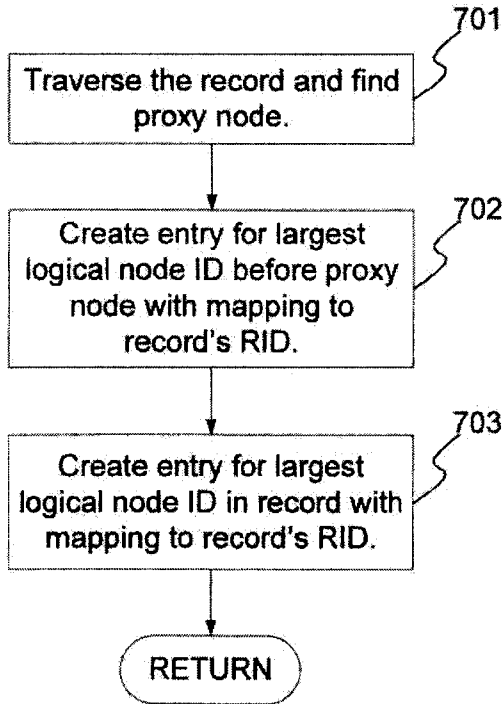 701
Traverse the record and find
proxy node.
702
Create entry for largest
logical node ID before proxy
node with mapping to
record's RID.
703
Create entry for largest
logical node ID in record with
mapping to record's RID.
RETURN